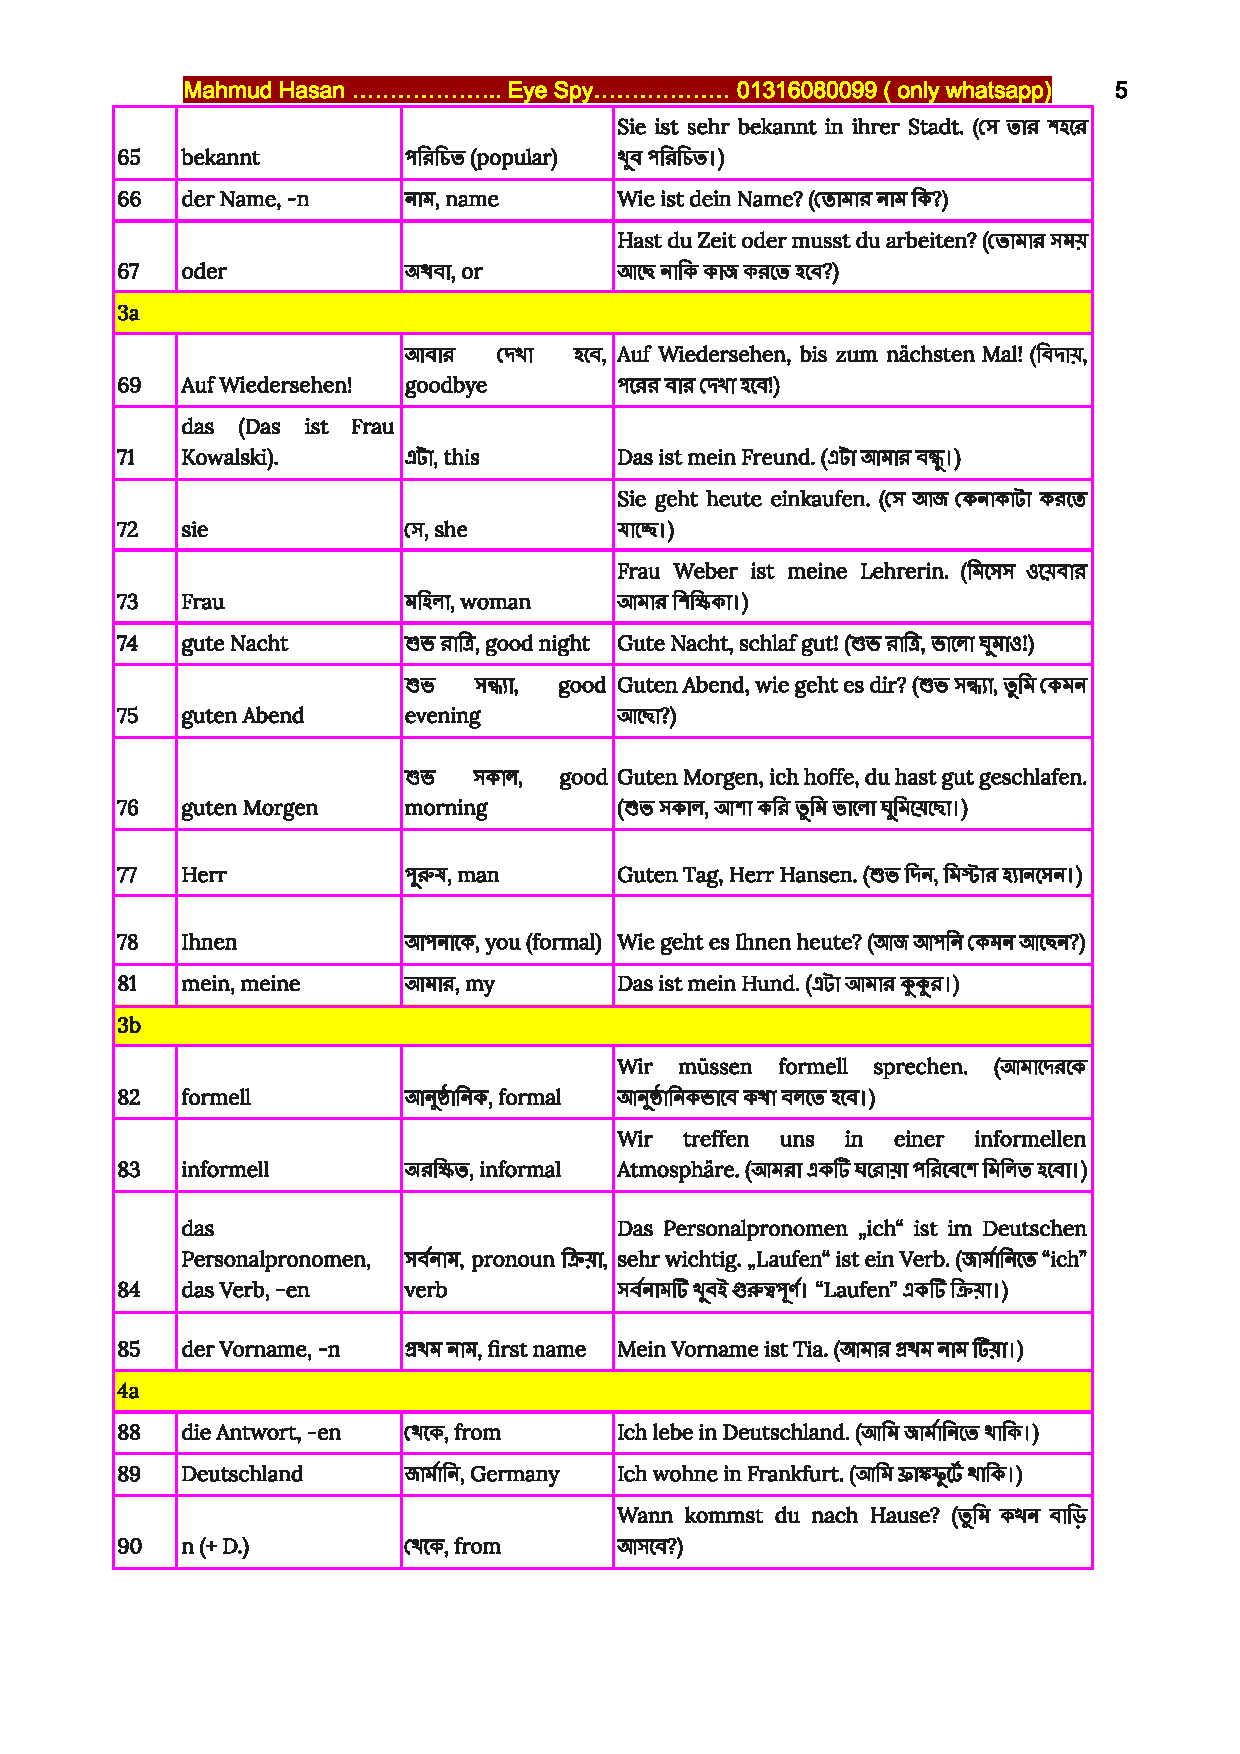 Mahmud Hasan ……………….. Eye Spy……………… 01316080099 ( only whatsapp) 5
Sie ist sehr bekannt in ihrer Stadt. (সে তার শহরে
65 bekannt পরিচিত (popular) খুব পরিচিত।)
66 der Name, -n নাম, name Wie ist dein Name? (তোমার নাম কি?)
Hast du Zeit oder musst du arbeiten? (তোমার সময়
67 oder অথবা, or আছে নাকি কাজ করতে হবে?)
3a
আবার দেখা হবে, Auf Wiedersehen, bis zum nächsten Mal! (বিদায়,
69 Auf Wiedersehen! goodbye পরের বার দেখা হবে!)
das (Das ist Frau
71 Kowalski). এটা, this Das ist mein Freund. (এটা আমার বন্ধু।)
Sie geht heute einkaufen. (সে আজ কেনাকাটা করতে
72 sie সে, she যাচ্ছে।)
Frau Weber ist meine Lehrerin. (মিসেস ওয়েবার
73 Frau মহিলা, woman আমার শিক্ষিকা।)
74 gute Nacht শুভ রাত্রি, good night Gute Nacht, schlaf gut! (শুভ রাত্রি, ভালো ঘুমাও!)
শুভ সন্ধ্যা, good Guten Abend, wie geht es dir? (শুভ সন্ধ্যা, তুমি কেমন
75 guten Abend evening আছো?)
শুভ সকাল, good Guten Morgen, ich hoffe, du hast gut geschlafen.
76 guten Morgen morning (শুভ সকাল, আশা করি তুমি ভালো ঘুমিয়েছো।)
77 Herr পুরুষ, man Guten Tag, Herr Hansen. (শুভ দিন, মিস্টার হ্যানসেন।)
78 Ihnen আপনাকে, you (formal) Wie geht es Ihnen heute? (আজ আপনি কেমন আছেন?)
81 mein, meine আমার, my Das ist mein Hund. (এটা আমার কুকুর।)
3b
Wir müssen formell sprechen. (আমাদেরকে
82 formell আনুষ্ঠানিক, formal আনুষ্ঠানিকভাবে কথা বলতে হবে।)
Wir treffen uns in einer informellen
83 informell অরক্ষিত, informal Atmosphäre. (আমরা একটি ঘরোয়া পরিবেশে মিলিত হবো।)
das Das Personalpronomen „ich“ ist im Deutschen
Personalpronomen, সর্বনাম, pronoun ক্রিয়া, sehr wichtig. „Laufen“ ist ein Verb. (জার্মানিতে “ich”
84 das Verb, -en verb সর্বনামটি খুবই গুরুত্বপূর্ণ। “Laufen” একটি ক্রিয়া।)
85 der Vorname, -n প্রথম নাম, first name Mein Vorname ist Tia. (আমার প্রথম নাম টিয়া।)
4a
88 die Antwort, -en থেকে, from Ich lebe in Deutschland. (আমি জার্মানিতে থাকি।)
89 Deutschland জার্মানি, Germany Ich wohne in Frankfurt. (আমি ফ্রাঙ্কফুর্টে থাকি।)
Wann kommst du nach Hause? (তুমি কখন বাড়ি
90 n (+ D.) থেকে, from আসবে?)